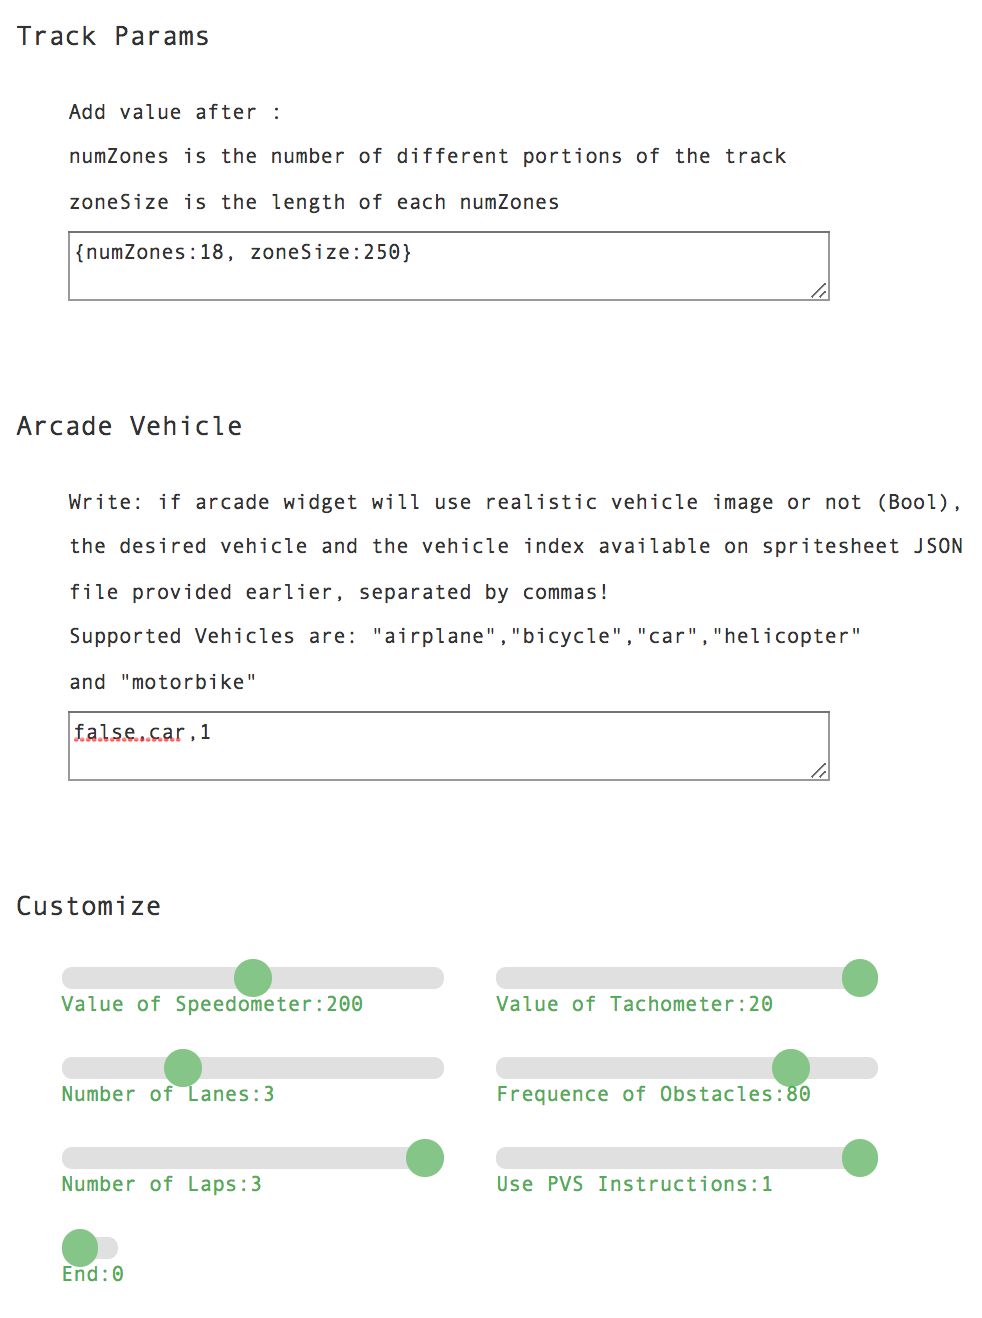 Track Params
Add value after :
numZones is the number of different portions of the track
zoneSize is the length of each numZones
{numZones:18, zoneSize:250}
Arcade Vehicle
Write: if arcade widget will use realistic vehicle image or not (Bool),
the desired vehicle and the vehicle index available on spritesheet JSON
file provided earlier, separated by commas!
Supported Vehicles are: "airplane","bicycle","car","helicopter"
and "motorbike"
false,car,1
Customize
Value of Speedometer:200
Value of Tachometer:20
Number of Lanes:3
Frequence of Obstacles:80
Number of Laps:3
Use PVS Instructions:1
End:0